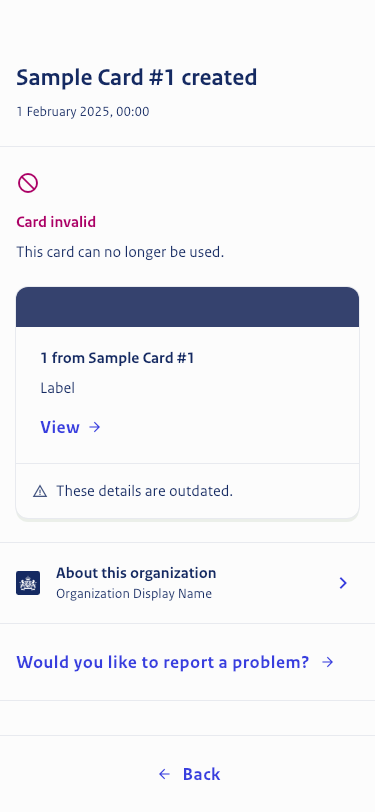 Sample Card #1 created
1 February 2025, 00:00
Card invalid
This card can no longer be used.
1 from Sample Card #1
Label
View
These details are outdated.
About this organization
Organization Display Name
Would you like to report a problem?
Back